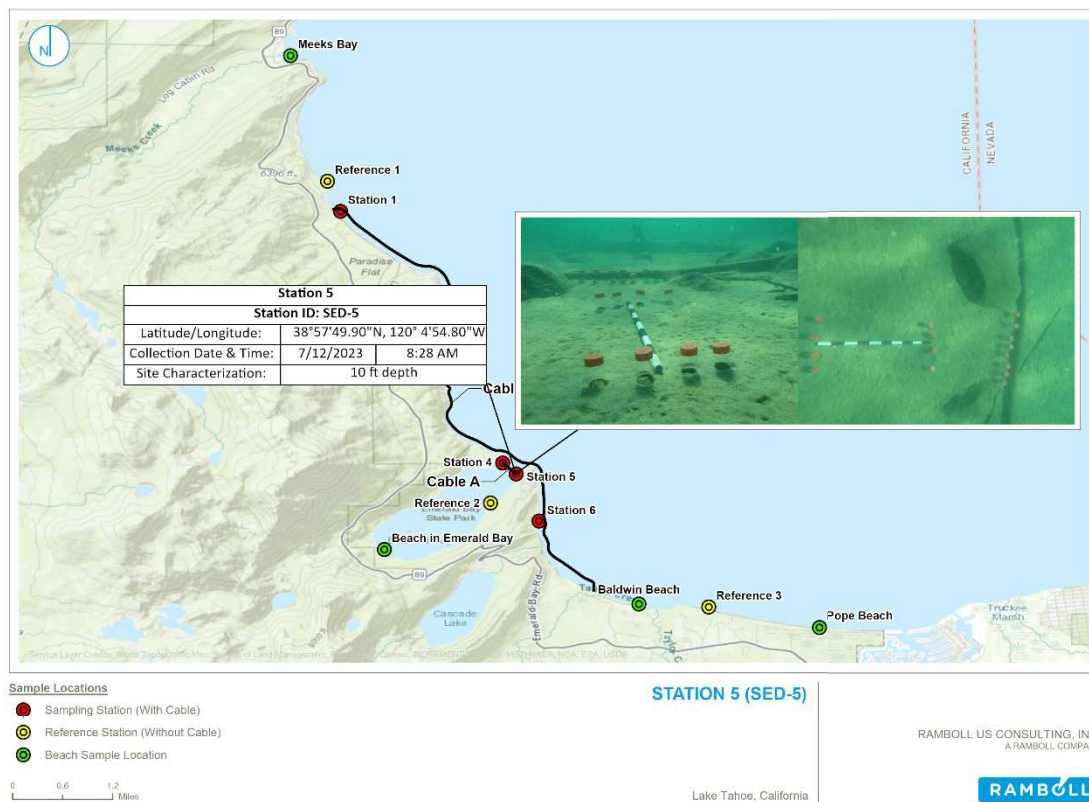 N
89
Meeks Bay
Log Cabin Rd
Meeks Creek
CALIFORNIA
NEVADA
6396 ft
Reference 1
Station 1
Paradise
Flat
Station 5
Station ID: SED-5
Latitude/Longitude: 38°57'49.90"N, 120° 4'54.80"W
Collection Date & Time: 7/12/2023 8:28 AM
Site Characterization: 10 ft depth
Cabl
Station 4
Station 5
Cable A
Reference 2
State Park
Station 6
Beach in Emerald Bay
89
Emerald Bay Rd
Cascade
Lake
Baldwin Beach
Reference 3
Pope Beach
Truckee
Marsh
Sample Locations
Sampling Station (With Cable)
Reference Station (Without Cable)
Beach Sample Location
0 0.6 1.2
Miles
STATION 5 (SED-5)
Lake Tahoe, California
RAMBOLL US CONSULTING, IN
A RAMBOLL COMPA
RAMBOLL